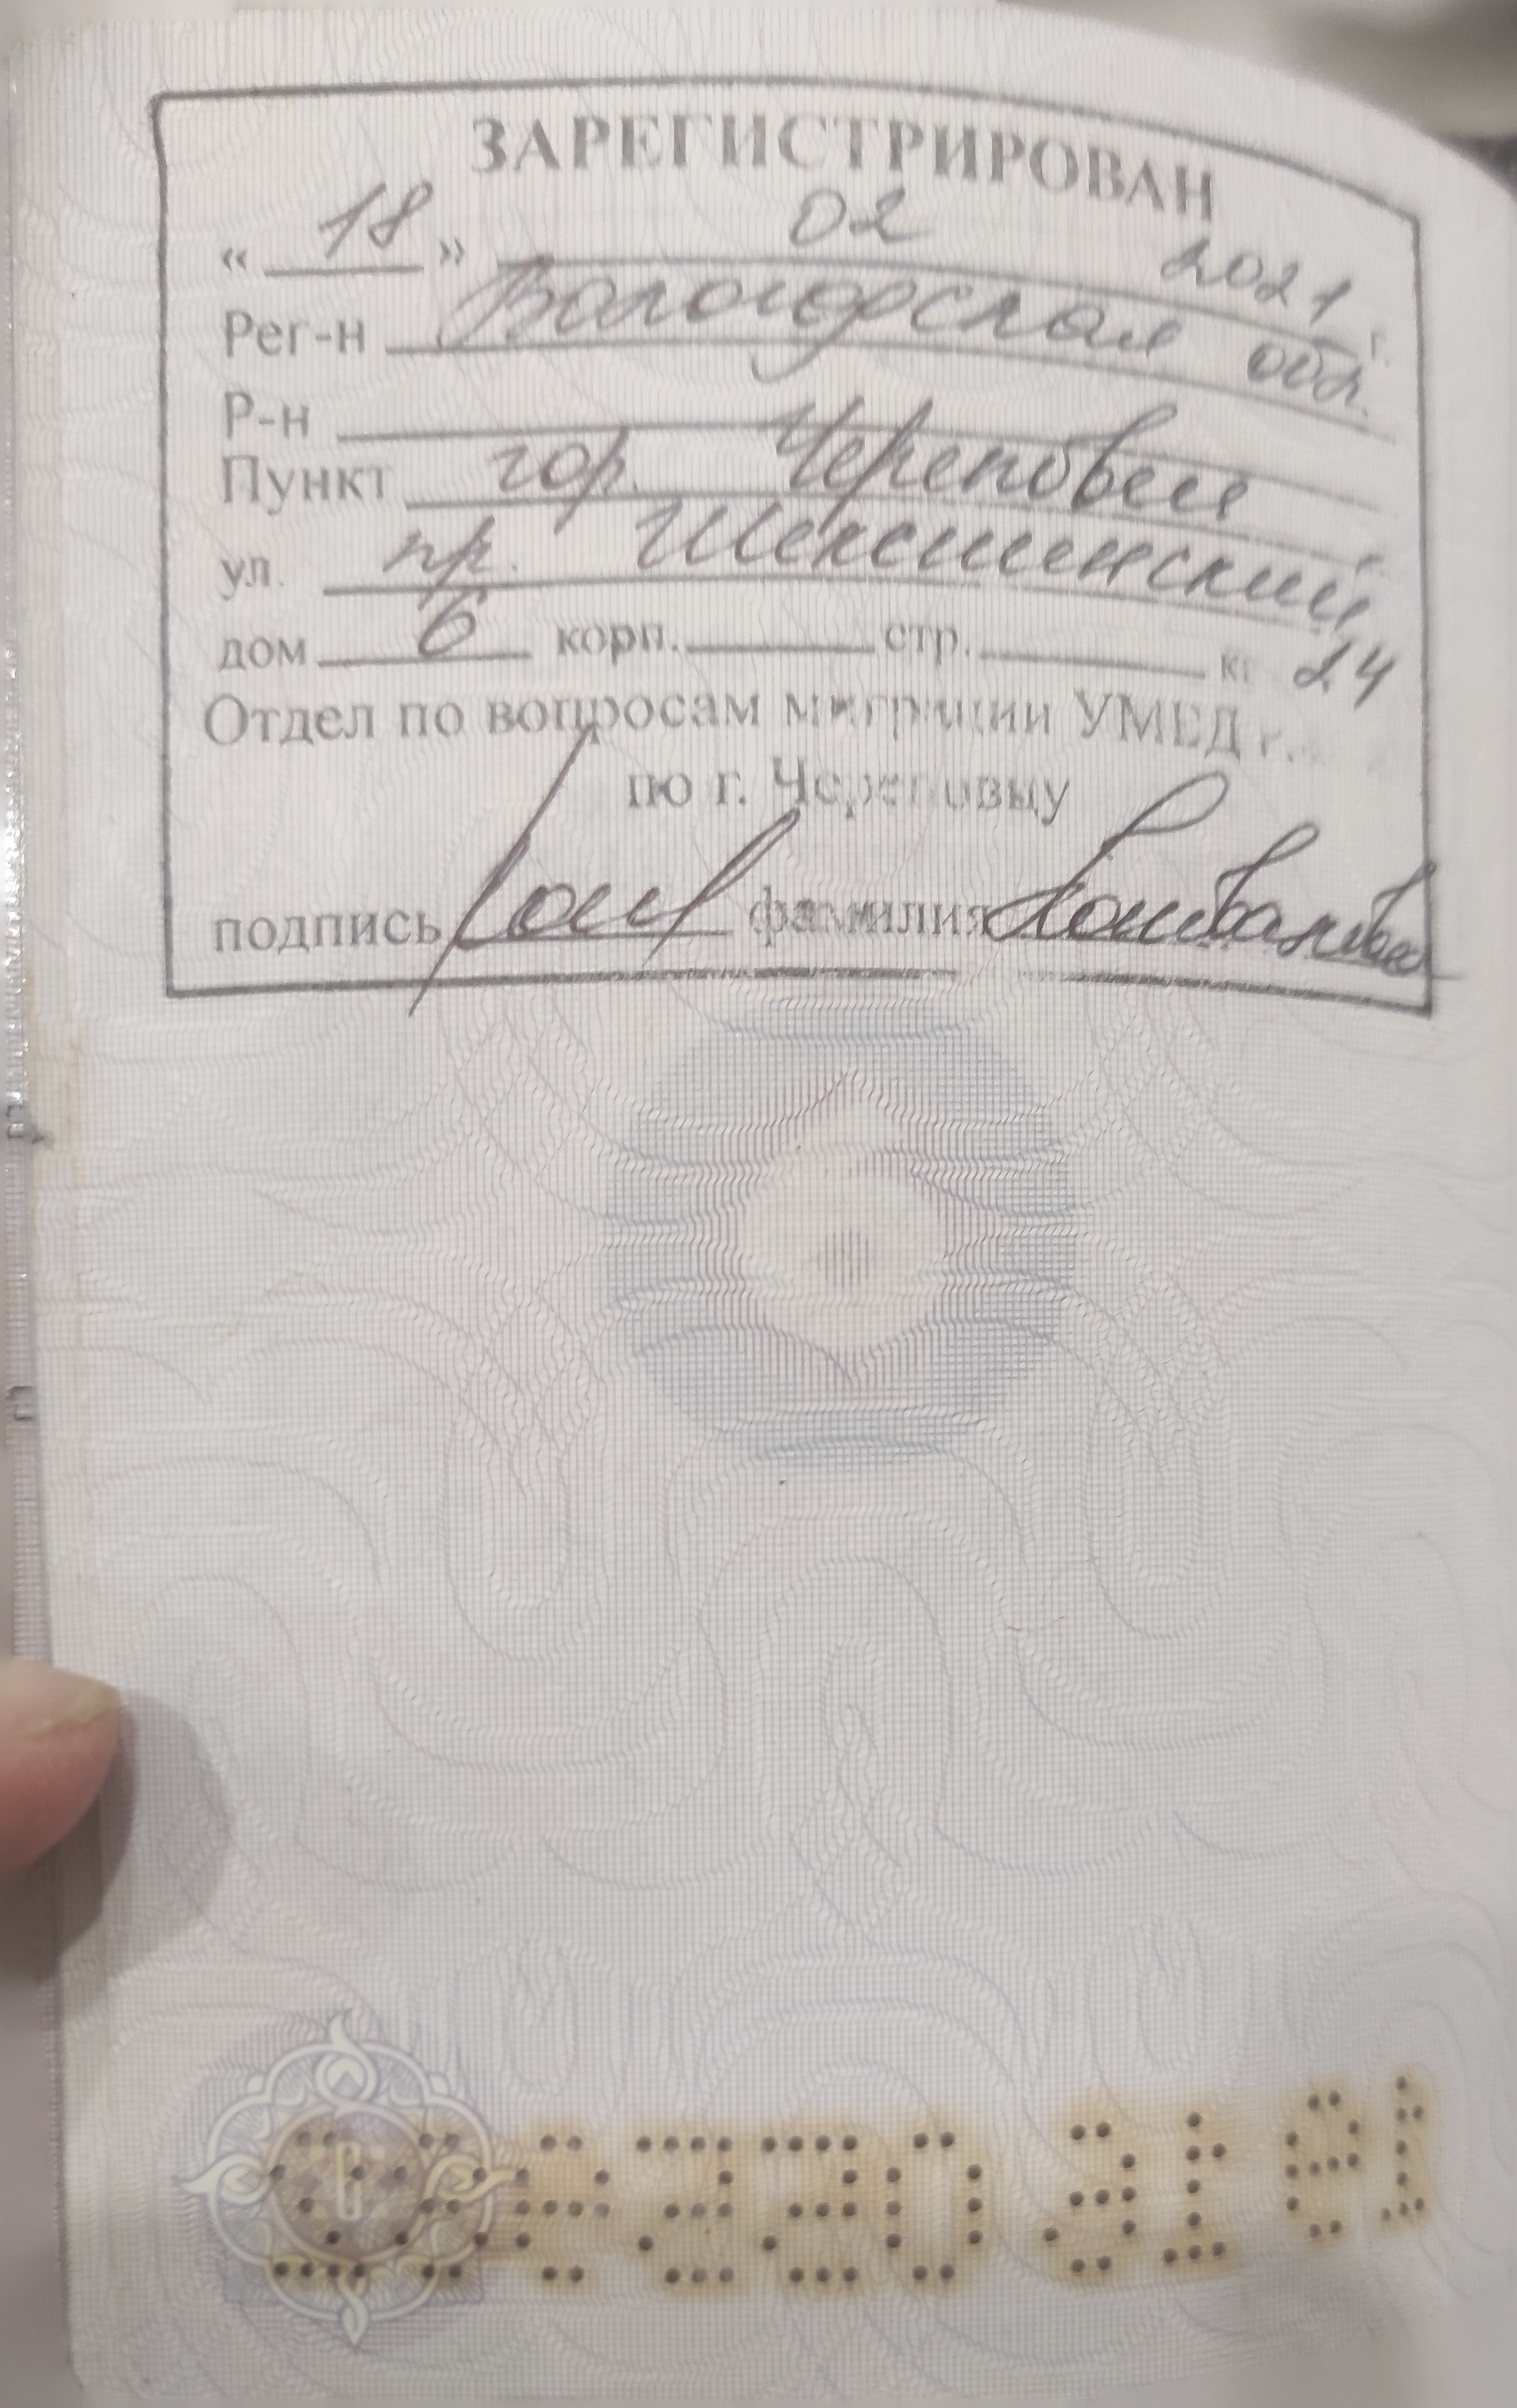 ЗАРЕГИСТРИРОВАН
« 18 » 02 2021 г.
Рег-н Вологодская обл.
Р-н
Пункт гор. Череповец
ул. пр. Шекснинский
дом 6 корп. стр. кв 24
Отдел по вопросам миграции УМВД
по г. Череповцу
подпись фамилия